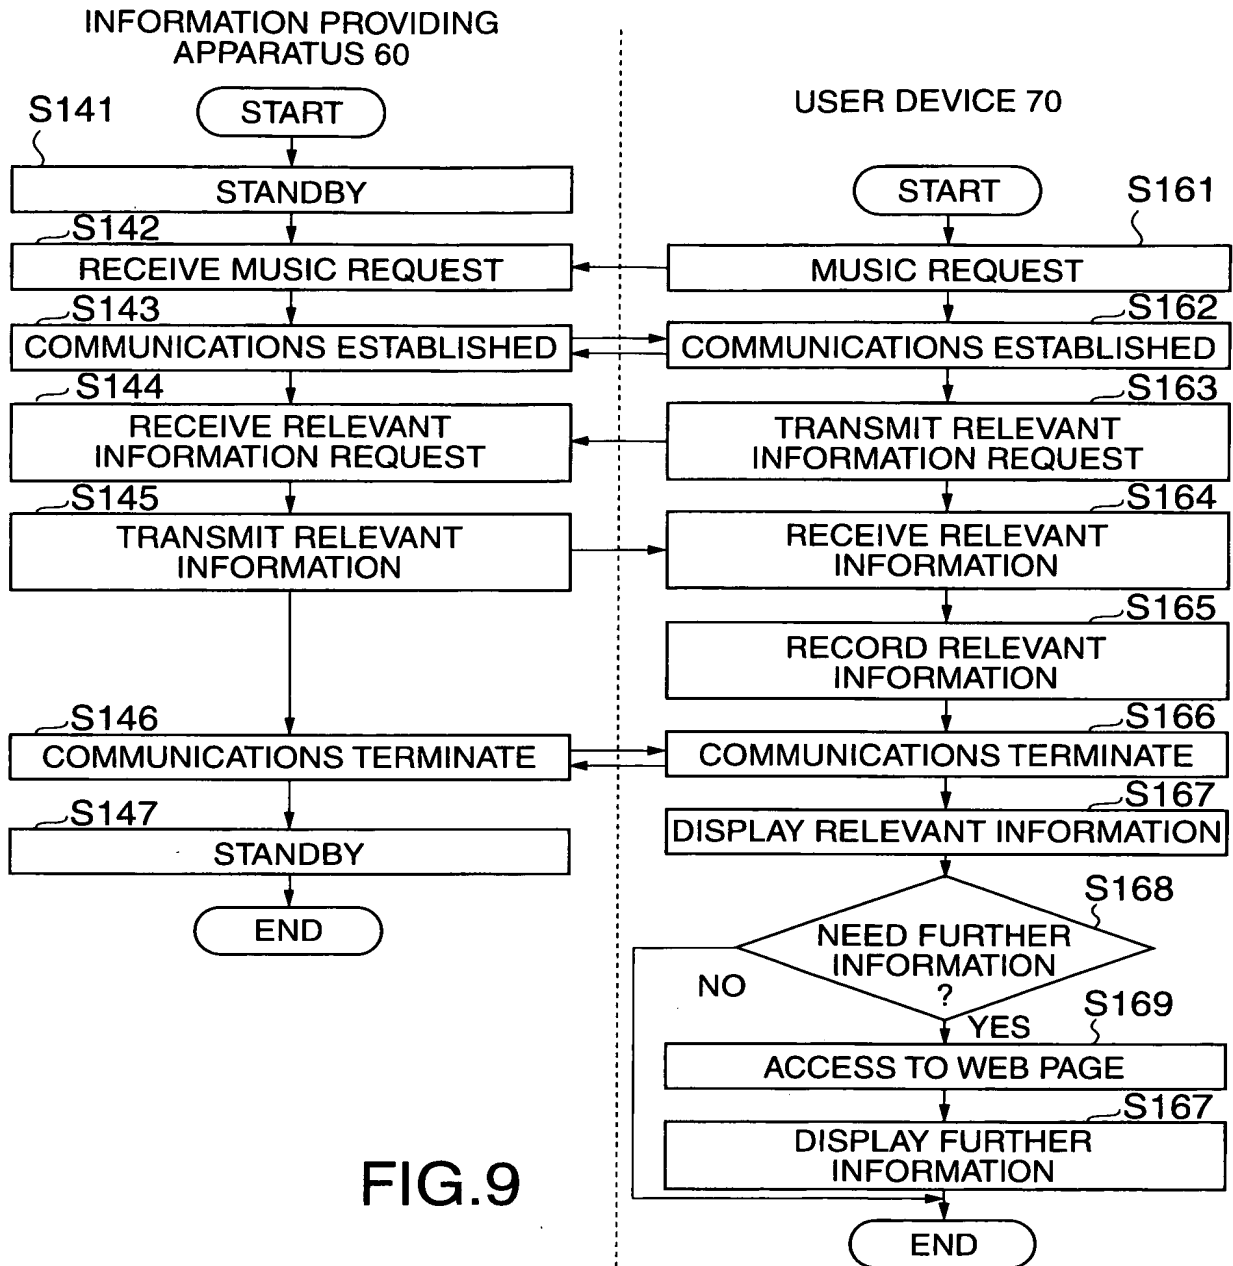 INFORMATION PROVIDING
APPARATUS 60
START
S141
STANDBY
S142
RECEIVE MUSIC REQUEST
S143
COMMUNICATIONS ESTABLISHED
S144
RECEIVE RELEVANT
INFORMATION REQUEST
S145
TRANSMIT RELEVANT
INFORMATION
S146
COMMUNICATIONS TERMINATE
S147
STANDBY
END
USER DEVICE 70
START
S161
MUSIC REQUEST
S162
COMMUNICATIONS ESTABLISHED
S163
TRANSMIT RELEVANT
INFORMATION REQUEST
S164
RECEIVE RELEVANT
INFORMATION
S165
RECORD RELEVANT
INFORMATION
S166
COMMUNICATIONS TERMINATE
S167
DISPLAY RELEVANT INFORMATION
S168
NEED FURTHER
INFORMATION
?
NO
YES
S169
ACCESS TO WEB PAGE
S167
DISPLAY FURTHER
INFORMATION
END
FIG.9